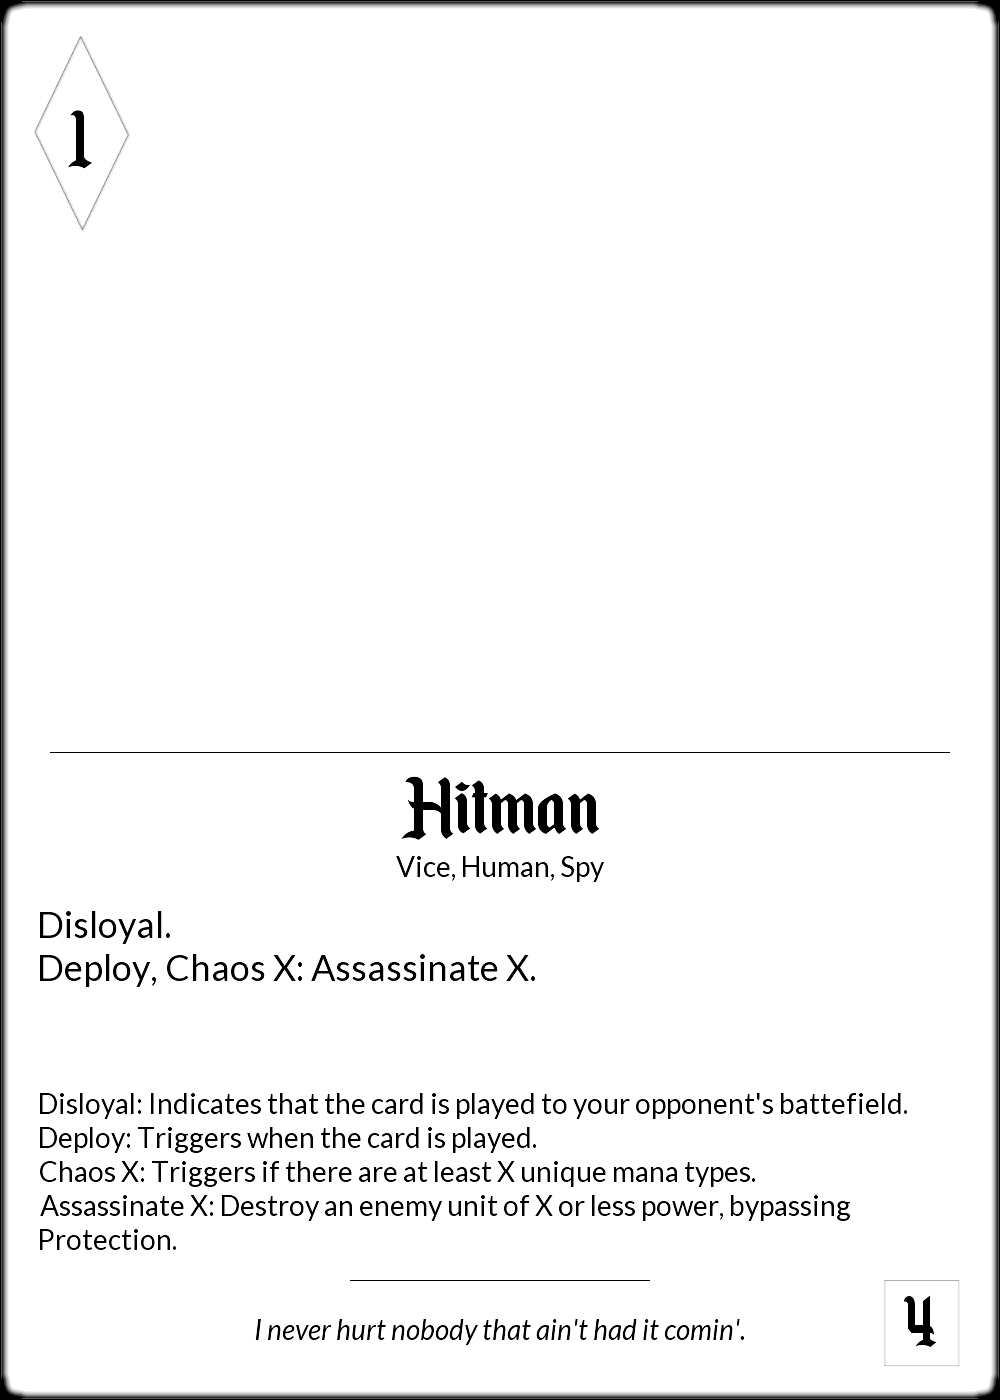 1
Hitman
Vice, Human, Spy
Disloyal.
Deploy, Chaos X: Assassinate X.
Disloyal: Indicates that the card is played to your opponent's battefield.
Deploy: Triggers when the card is played.
Chaos X: Triggers if there are at least X unique mana types.
Assassinate X: Destroy an enemy unit of X or less power, bypassing
Protection.
I never hurt nobody that ain't had it comin'.
4